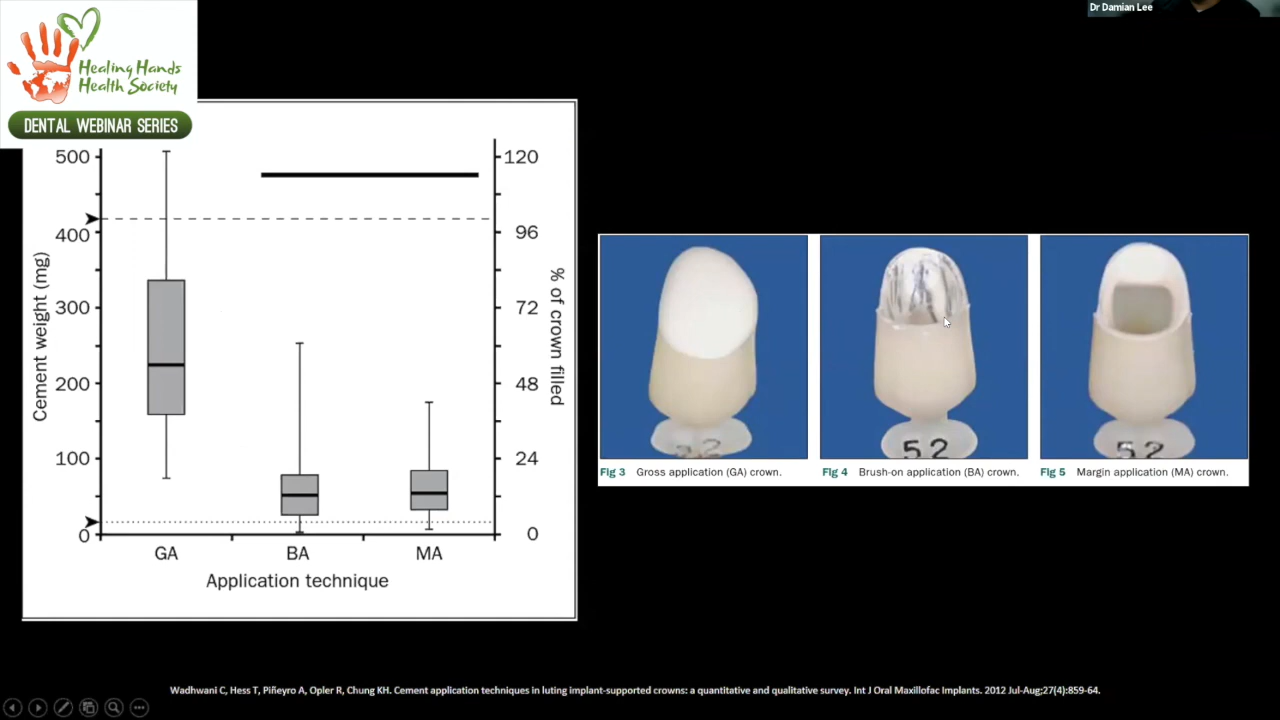 Dr Damian Lee
Healing Hands
Health Society
DENTAL WEBINAR SERIES
500
400
300
200
100
0
Cement weight (mg)
120
96
72
48
24
0
% of crown filled
GA
BA
MA
Application technique
52
52
52
Fig 3 Gross application (GA) crown.
Fig 4 Brush-on application (BA) crown.
Fig 5 Margin application (MA) crown.
Wadhwani C, Hess T, Piñeyro A, Opler R, Chung KH. Cement application techniques in luting implant-supported crowns: a quantitative and qualitative survey. Int J Oral Maxillofac Implants. 2012 Jul-Aug;27(4):859-64.